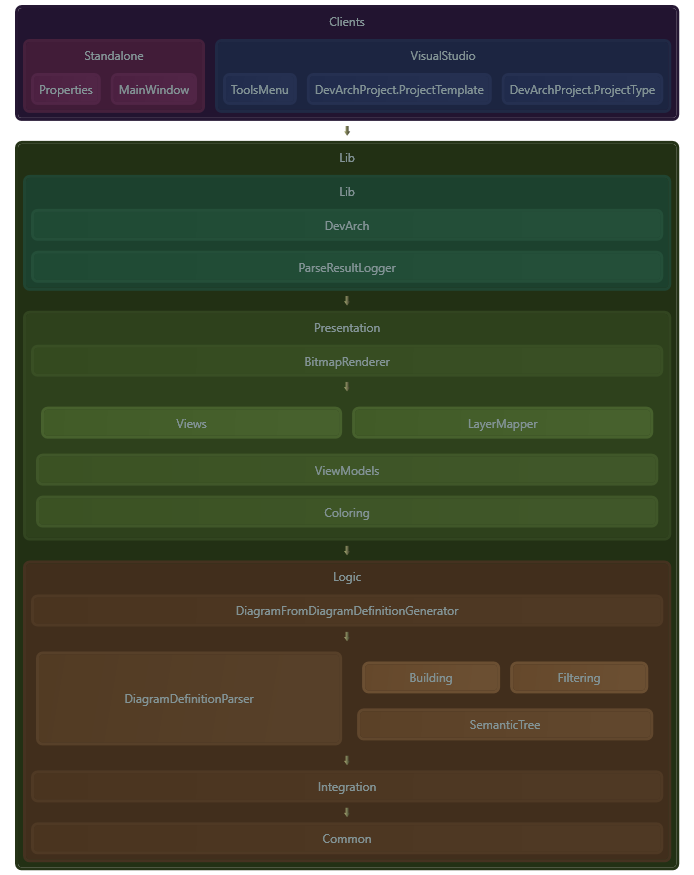 Clients
Standalone
VisualStudio
Properties
MainWindow
ToolsMenu
DevArchProject.ProjectTemplate
DevArchProject.ProjectType
Lib
Lib
DevArch
ParseResultLogger
Presentation
BitmapRenderer
Views
LayerMapper
ViewModels
Coloring
Logic
DiagramFromDiagramDefinitionGenerator
DiagramDefinitionParser
Building
Filtering
SemanticTree
Integration
Common